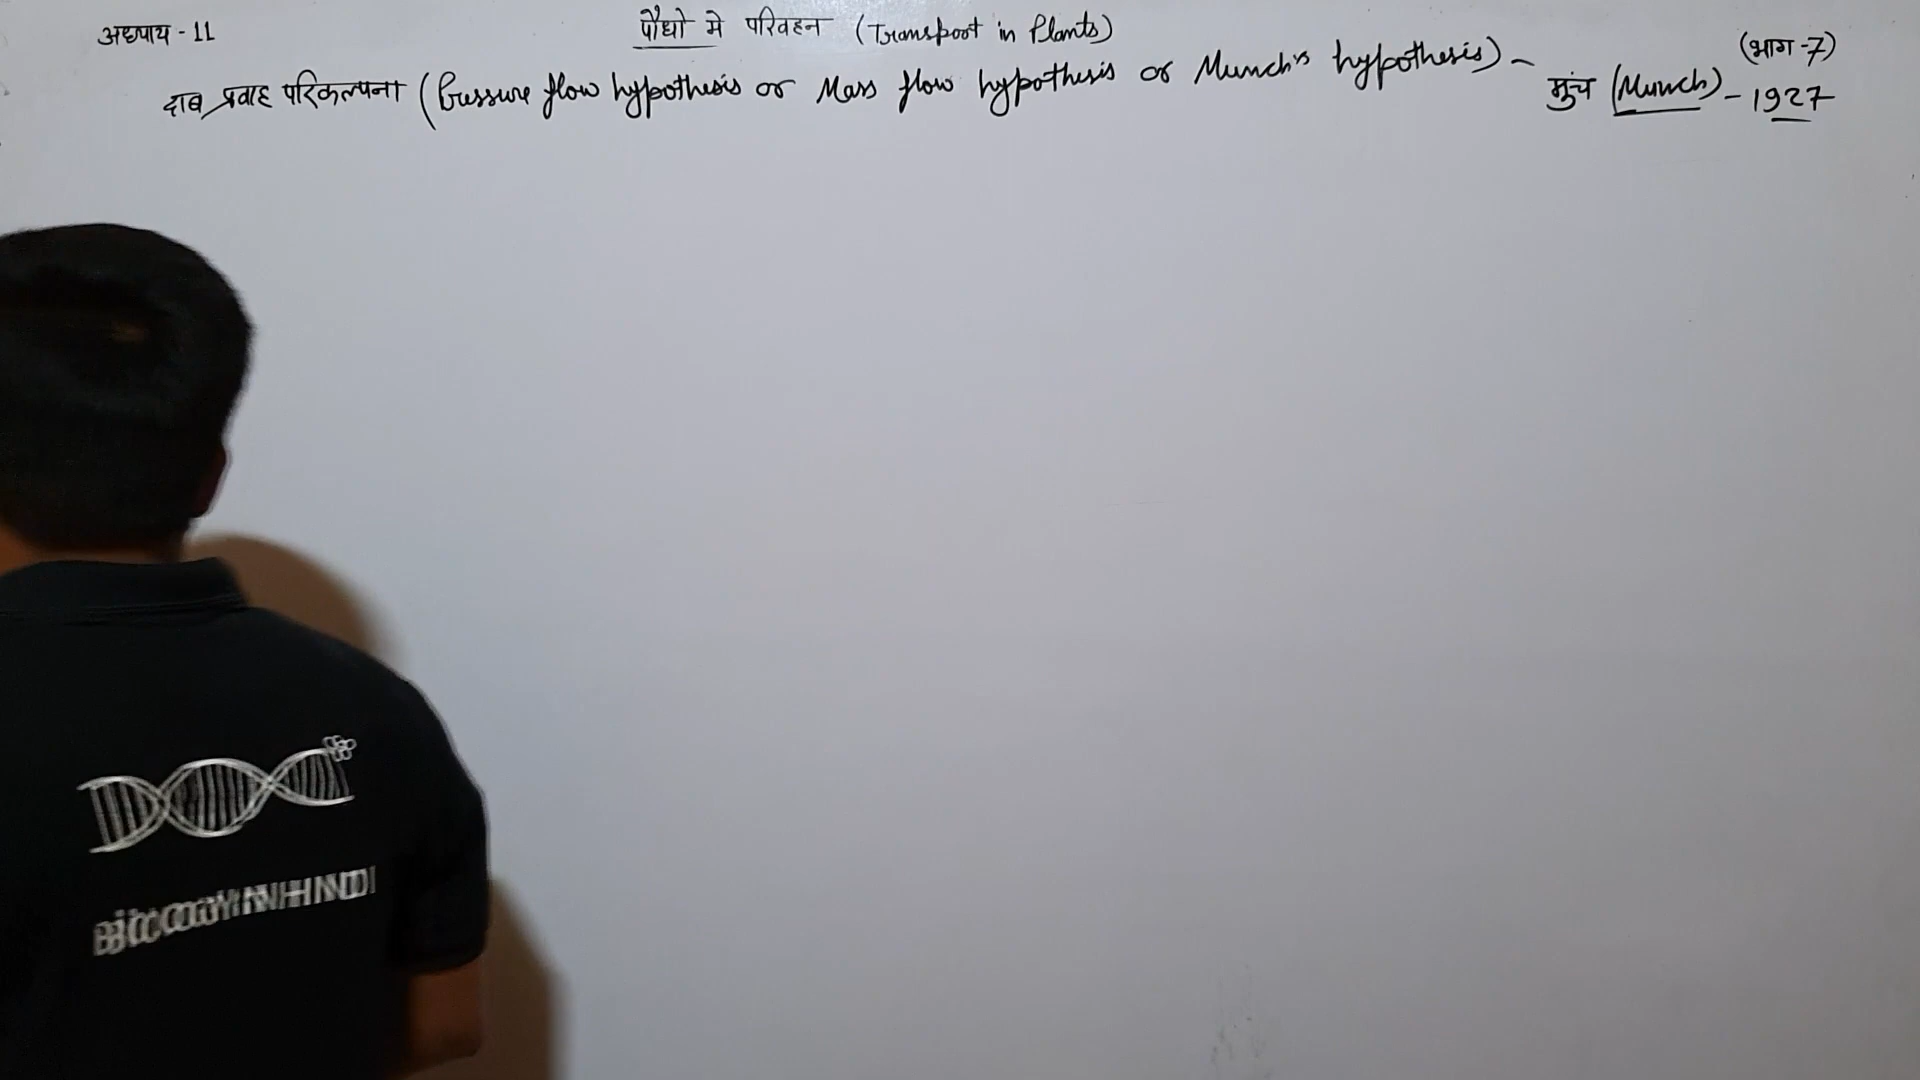 अध्याय - 11
पौधो मे परिवहन (Transport in Plants)
(भाग -7)
दाब प्रवाह परिकल्पना (Pressure flow hypothesis or Mass flow hypothesis or Munch's hypothesis) - मुंच (Munch) - 1927